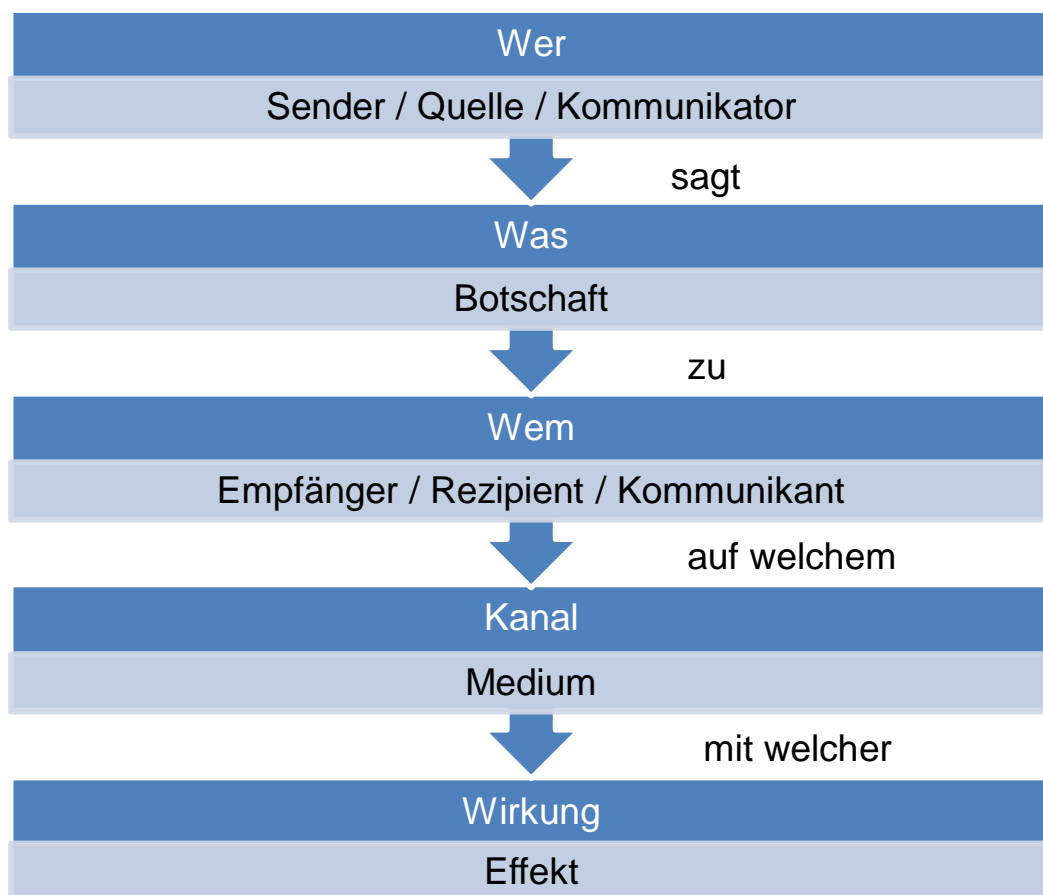 Wer
Sender / Quelle / Kommunikator
sagt
Was
Botschaft
zu
Wem
Empfänger / Rezipient / Kommunikant
auf welchem
Kanal
Medium
mit welcher
Wirkung
Effekt